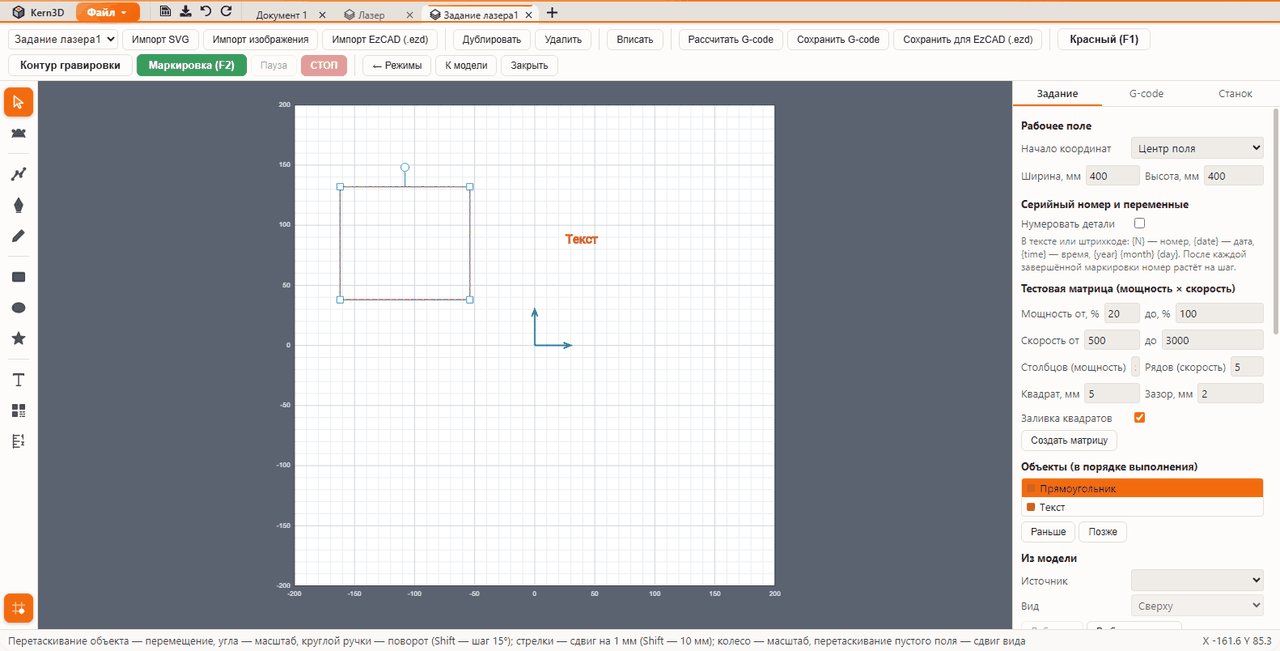 Kern3D Файл Документ 1 Лазер Задание лазера1
Задание лазера1 Импорт SVG Импорт изображения Импорт EzCAD (.ezd) Дублировать Удалить Вписать Рассчитать G-code Сохранить G-code Сохранить для EzCAD (.ezd) Красный (F1)
Контур гравировки Маркировка (F2) Пауза СТОП ← Режимы К модели Закрыть
Задание G-code Станок
Рабочее поле
Начало координат Центр поля
Ширина, мм 400 Высота, мм 400
Серийный номер и переменные
Нумеровать детали
В тексте или штрихкоде: {N} — номер, {date} — дата,
{time} — время, {year} {month} {day}. После каждой
завершённой маркировки номер растёт на шаг.
Тестовая матрица (мощность × скорость)
Мощность от, % 20 до, % 100
Скорость от 500 до 3000
Столбцов (мощность) Рядов (скорость) 5
Квадрат, мм 5 Зазор, мм 2
Заливка квадратов
Создать матрицу
Объекты (в порядке выполнения)
Прямоугольник
Текст
Раньше Позже
Из модели
Источник
Вид Сверху
200
150
100
50
0
-50
-100
-150
-200
Текст
-200 -150 -100 -50 0 50 100 150 200
Перетаскивание объекта — перемещение, угла — масштаб, круглой ручки — поворот (Shift — шаг 15°); стрелки — сдвиг на 1 мм (Shift — 10 мм); колесо — масштаб, перетаскивание пустого поля — сдвиг вида X -161.6 Y 85.3